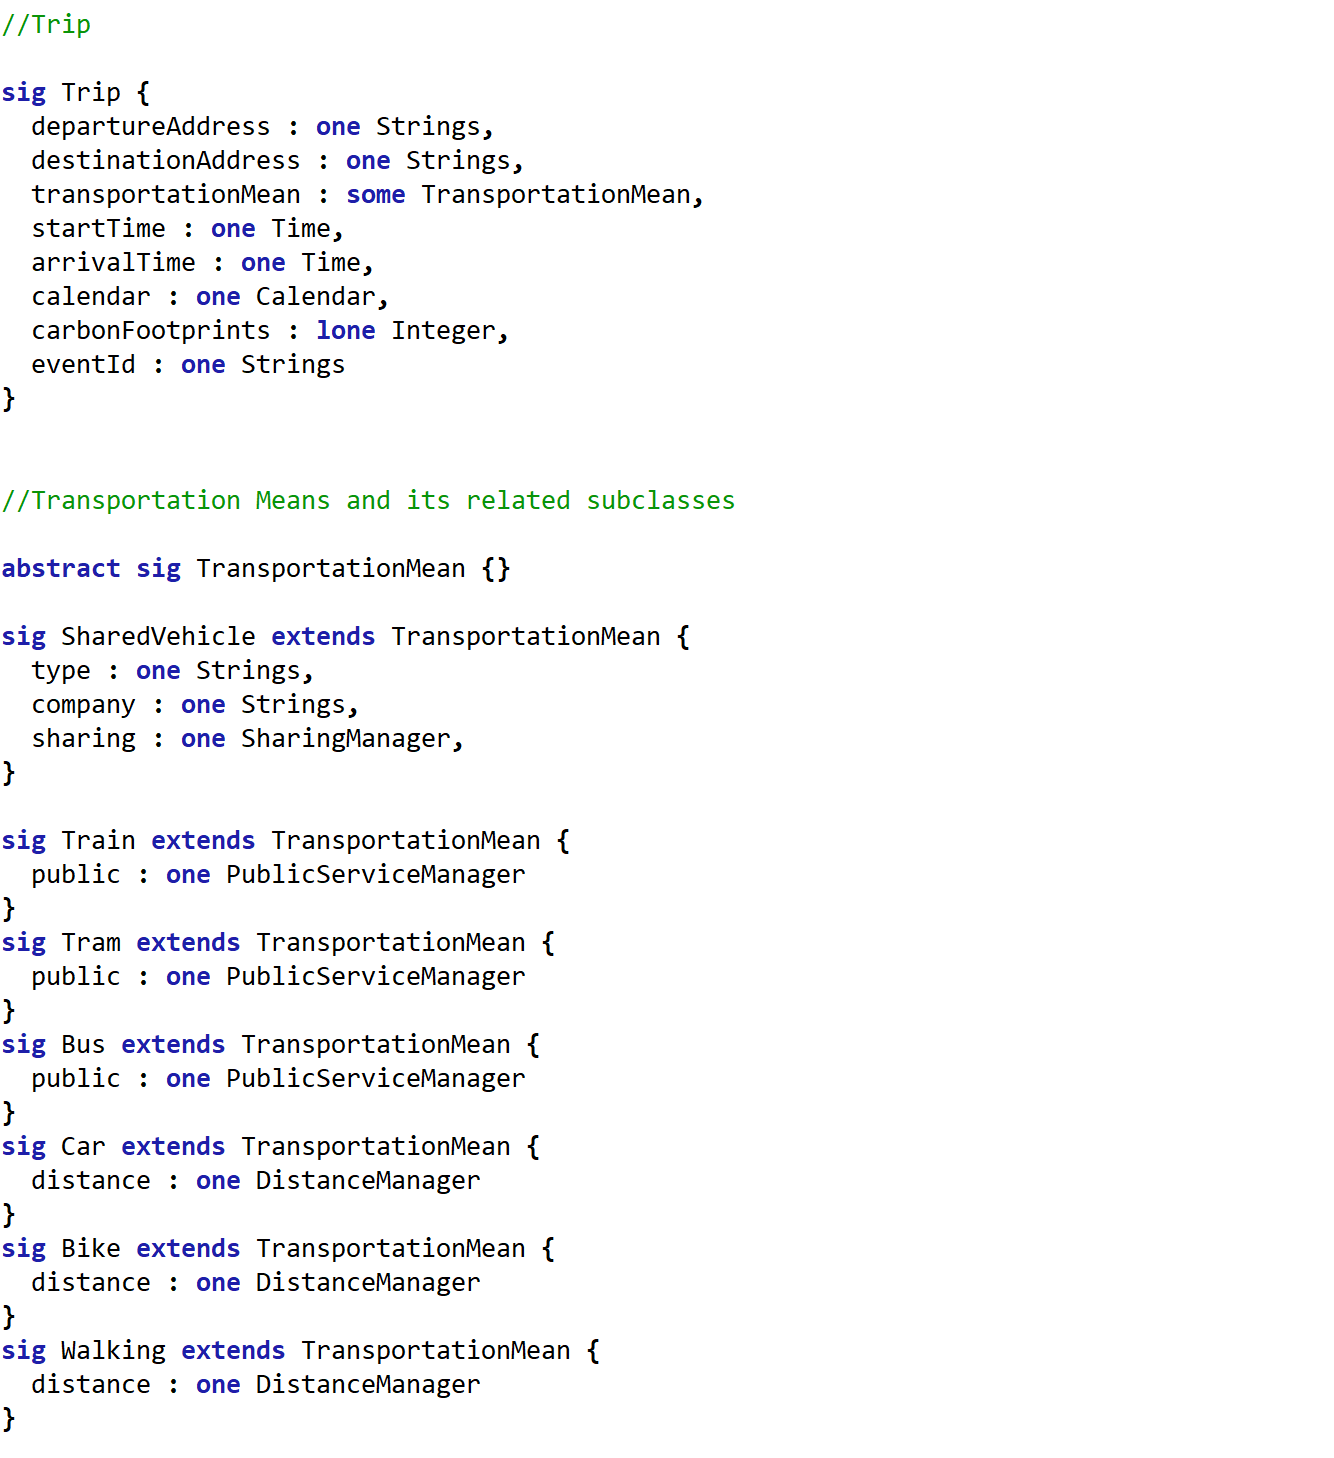 //Trip
sig Trip {
departureAddress : one Strings,
destinationAddress : one Strings,
transportationMean : some TransportationMean,
startTime : one Time,
arrivalTime : one Time,
calendar : one Calendar,
carbonFootprints : lone Integer,
eventId : one Strings
}
//Transportation Means and its related subclasses
abstract sig TransportationMean {}
sig SharedVehicle extends TransportationMean {
type : one Strings,
company : one Strings,
sharing : one SharingManager,
}
sig Train extends TransportationMean {
public : one PublicServiceManager
}
sig Tram extends TransportationMean {
public : one PublicServiceManager
}
sig Bus extends TransportationMean {
public : one PublicServiceManager
}
sig Car extends TransportationMean {
distance : one DistanceManager
}
sig Bike extends TransportationMean {
distance : one DistanceManager
}
sig Walking extends TransportationMean {
distance : one DistanceManager
}